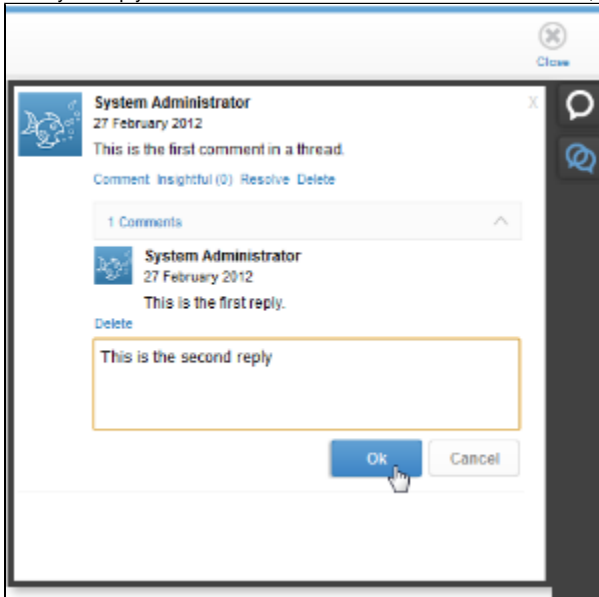 Close
System Administrator
X
27 February 2012
This is the first comment in a thread.
Comment Insightful (0) Resolve Delete
1 Comments
System Administrator
27 February 2012
This is the first reply.
Delete
This is the second reply
Ok Cancel